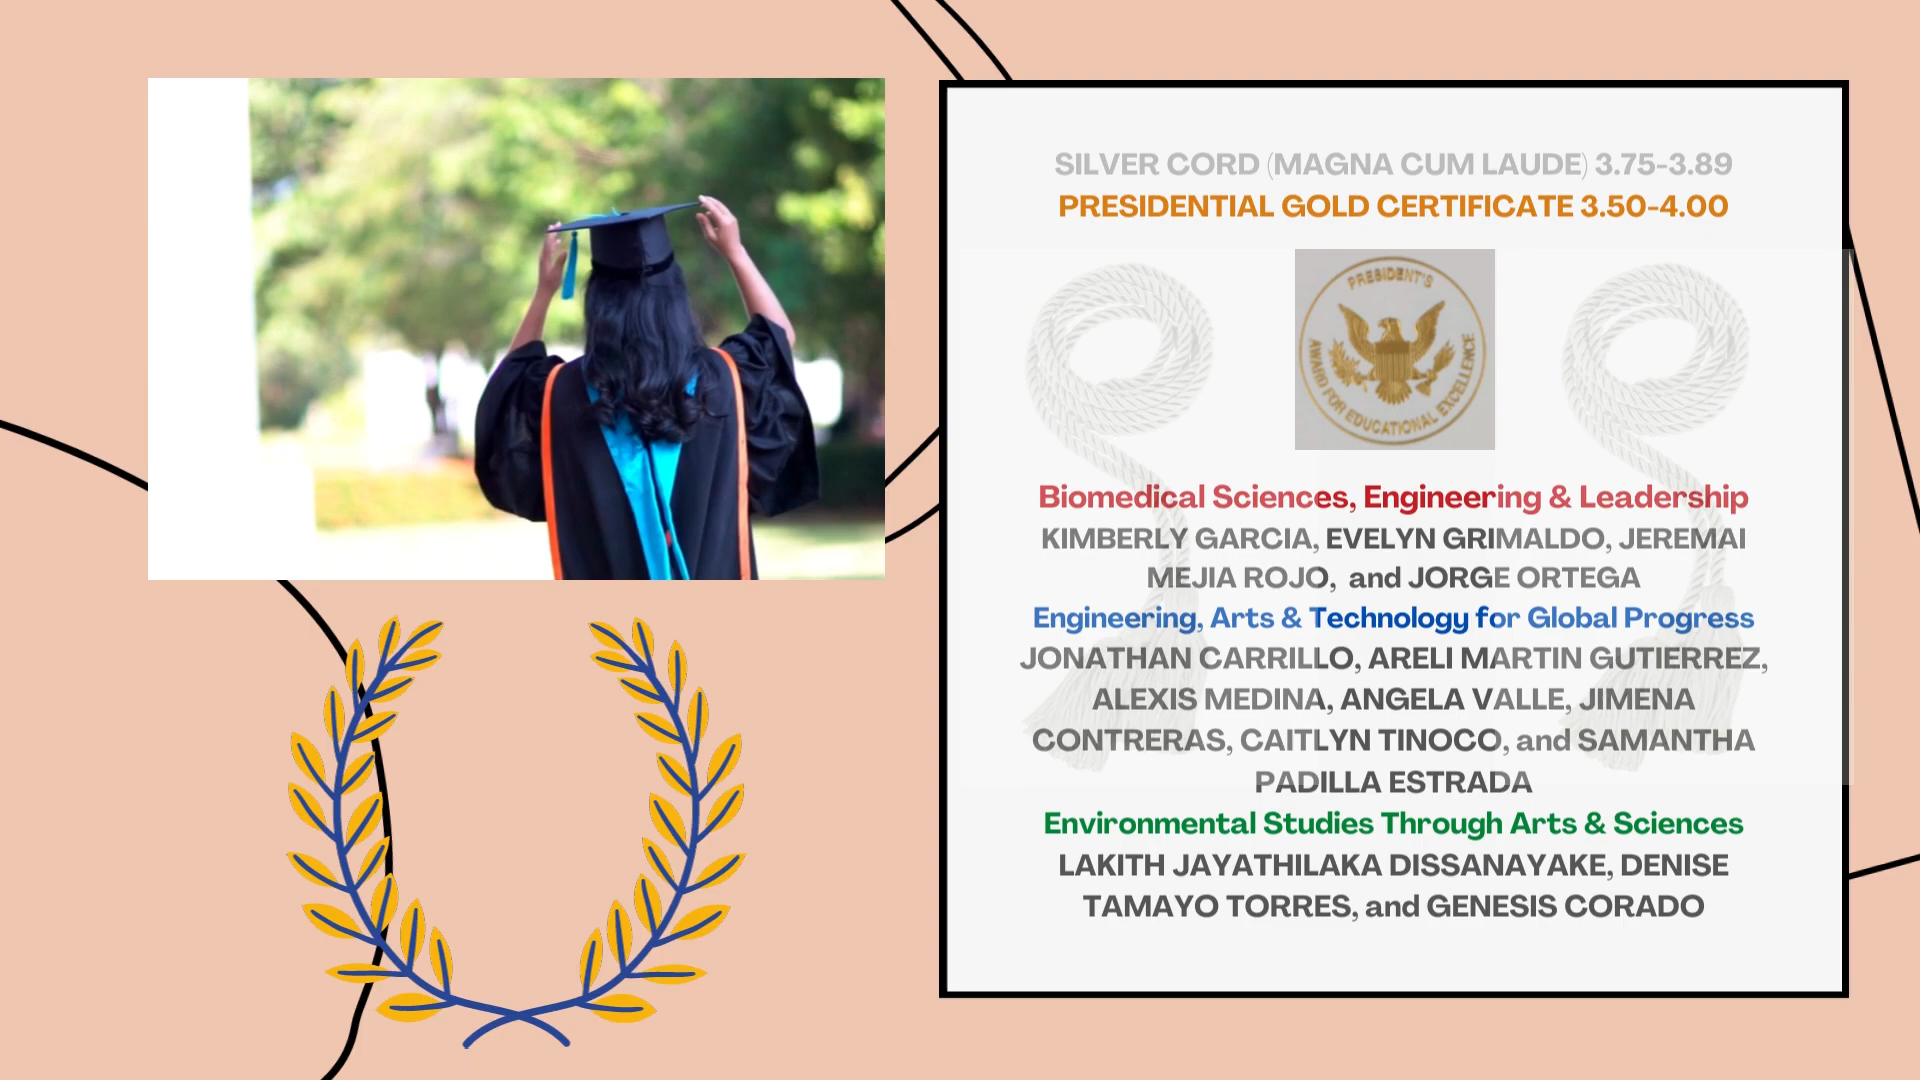 SILVER CORD (MAGNA CUM LAUDE) 3.75-3.89
PRESIDENTIAL GOLD CERTIFICATE 3.50-4.00
PRESIDENT'S
AWARD FOR EDUCATIONAL EXCELLENCE
Biomedical Sciences, Engineering & Leadership
KIMBERLY GARCIA, EVELYN GRIMALDO, JEREMAI
MEJIA ROJO, and JORGE ORTEGA
Engineering, Arts & Technology for Global Progress
JONATHAN CARRILLO, ARELI MARTIN GUTIERREZ,
ALEXIS MEDINA, ANGELA VALLE, JIMENA
CONTRERAS, CAITLYN TINOCO, and SAMANTHA
PADILLA ESTRADA
Environmental Studies Through Arts & Sciences
LAKITH JAYATHILAKA DISSANAYAKE, DENISE
TAMAYO TORRES, and GENESIS CORADO